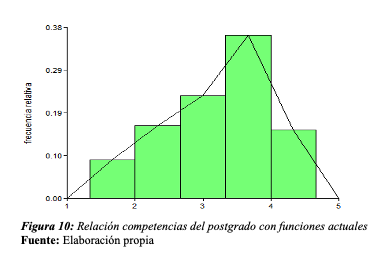 0.38
0.29
frecuencia relativa
0.19
0.10
0.00
1 2 3 4 5
Figura 10: Relación competencias del postgrado con funciones actuales
Fuente: Elaboración propia